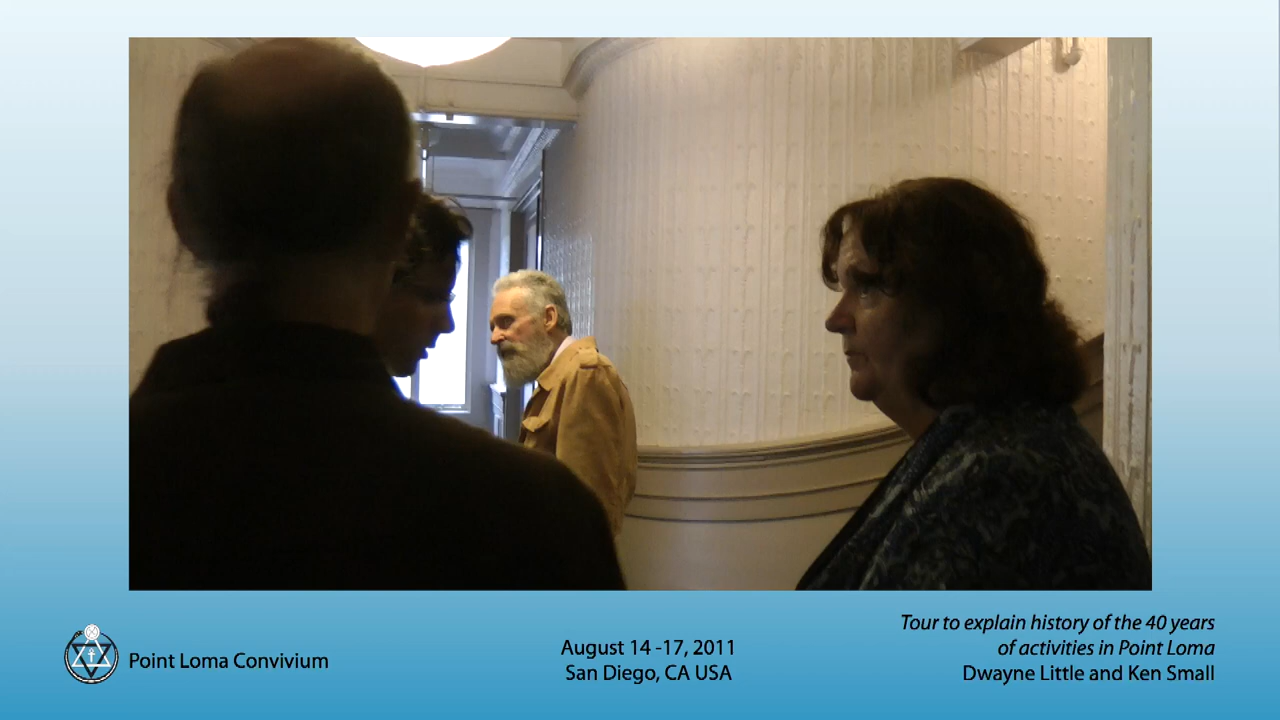 Point Loma Convivium
August 14 -17, 2011
San Diego, CA USA
Tour to explain history of the 40 years
of activities in Point Loma
Dwayne Little and Ken Small